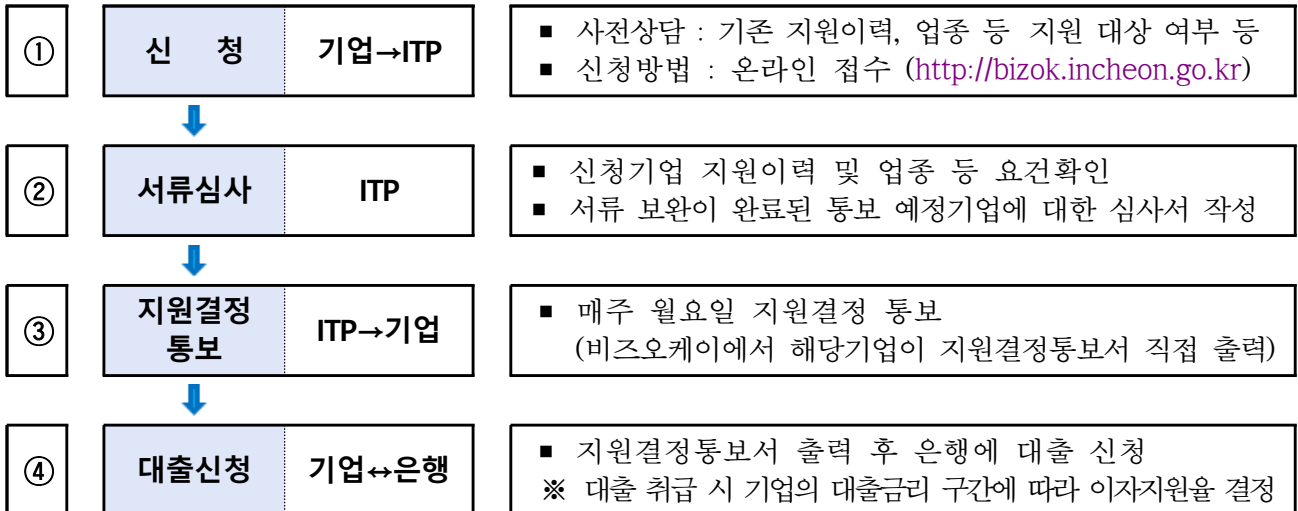 ① 신 청 기업→ITP
▪ 사전상담 : 기존 지원이력, 업종 등 지원 대상 여부 등
▪ 신청방법 : 온라인 접수 (http://bizok.incheon.go.kr)
② 서류심사 ITP
▪ 신청기업 지원이력 및 업종 등 요건확인
▪ 서류 보완이 완료된 통보 예정기업에 대한 심사서 작성
③ 지원결정
통보 ITP→기업
▪ 매주 월요일 지원결정 통보
(비즈오케이에서 해당기업이 지원결정통보서 직접 출력)
④ 대출신청 기업↔은행
▪ 지원결정통보서 출력 후 은행에 대출 신청
※ 대출 취급 시 기업의 대출금리 구간에 따라 이자지원율 결정